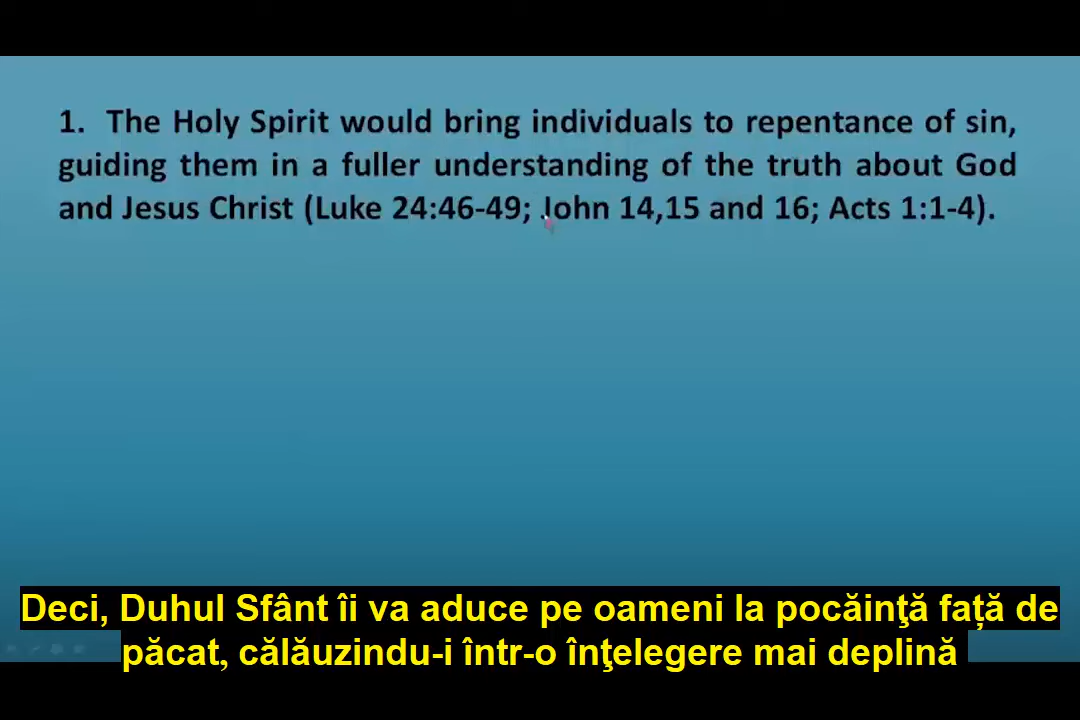 1. The Holy Spirit would bring individuals to repentance of sin,
guiding them in a fuller understanding of the truth about God
and Jesus Christ (Luke 24:46-49; John 14,15 and 16; Acts 1:1-4).
Deci, Duhul Sfânt îi va aduce pe oameni la pocăinţă față de
păcat, călăuzindu-i într-o înţelegere mai deplină